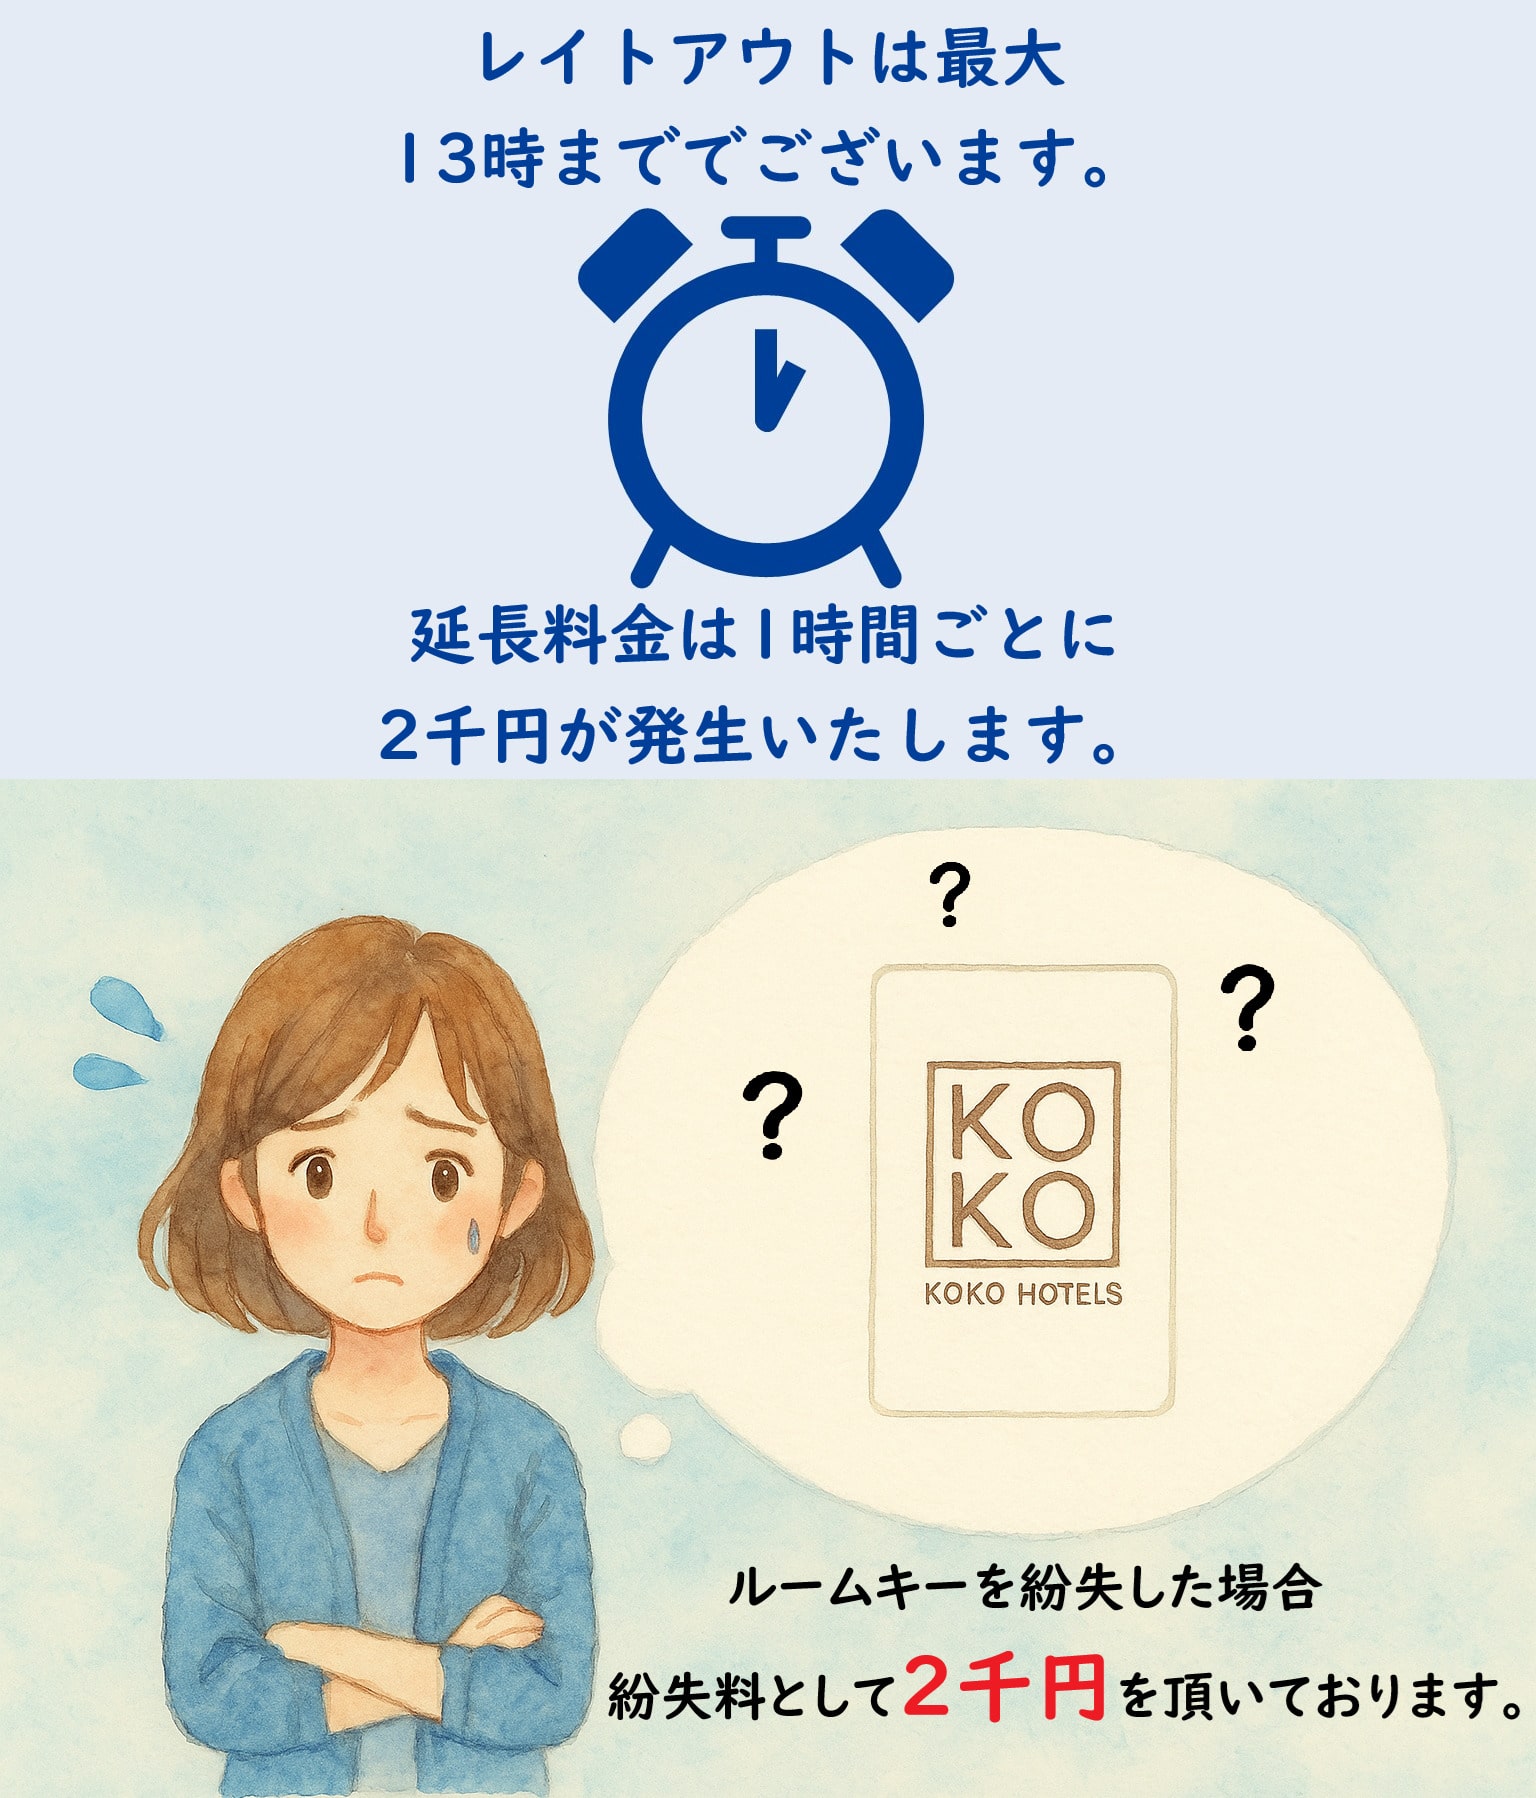 レイトアウトは最大
13時まででございます。
延長料金は1時間ごとに
2千円が発生いたします。
?
?
?
KO
KO
KOKO HOTELS
ルームキーを紛失した場合
紛失料として2千円を頂いております。